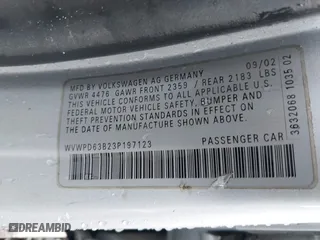 MFD BY VOLKSWAGEN AG GERMANY 09/02
GVWR 4476 GAWR FRONT 2359 / REAR 2183 LBS
THIS VEHICLE CONFORMS TO ALL APPLICABLE
FEDERAL MOTOR VEHICLE SAFETY, BUMPER AND
THEFT PREVENTION STANDARDS IN EFFECT ON THE
DATE OF MANUFACTURE SHOWN ABOVE
WVWPD63B23P197123 PASSENGER CAR
3B32068 1035 02
DREAMBID